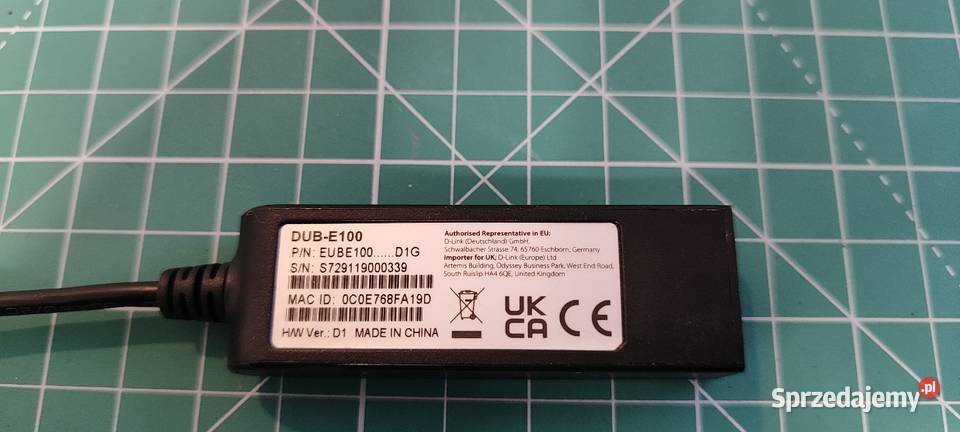 DUB-E100
P/N: EUBE100......D1G
S/N: S729119000339
MAC ID: 0C0E768FA19D
H/W Ver.: D1 MADE IN CHINA
Authorised Representative in EU;
D-Link (Deutschland) GmbH,
Schwalbacher Strasse 74, 65760 Eschborn, Germany
Importer for UK; D-Link (Europe) Ltd
Artemis Building, Odyssey Business Park, West End Road,
South Ruislip HA4 6QE, United Kingdom
UK
CA
CE
Sprzedajemy.pl